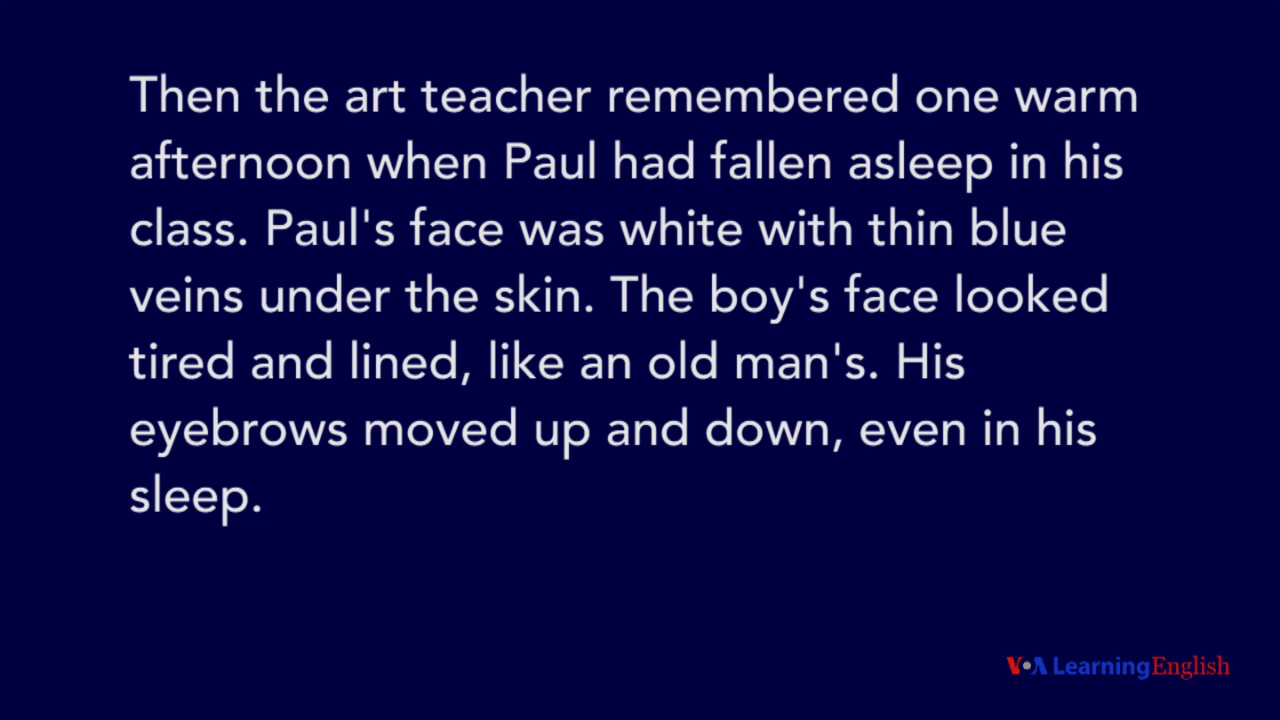 Then the art teacher remembered one warm
afternoon when Paul had fallen asleep in his
class. Paul's face was white with thin blue
veins under the skin. The boy's face looked
tired and lined, like an old man's. His
eyebrows moved up and down, even in his
sleep.
VOA Learning English